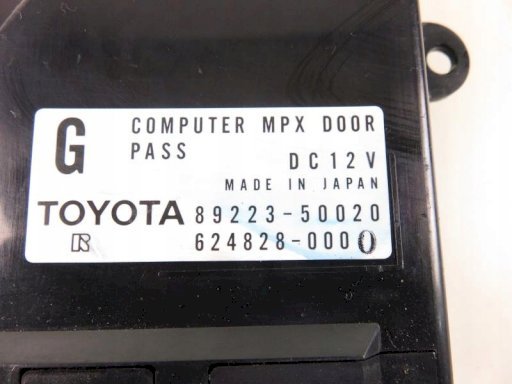 G COMPUTER MPX DOOR
PASS
DC12V
MADE IN JAPAN
TOYOTA 89223-50020
R 624828-0000